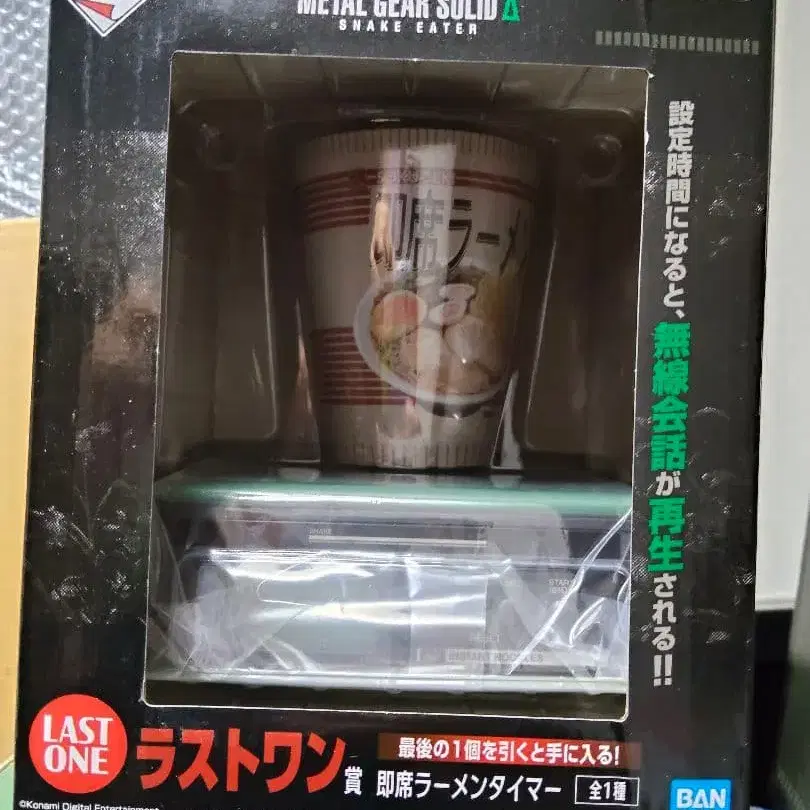 METAL GEAR SOLID Δ
SNAKE EATER
設定時間になると、無線会話が再生される!!
即席ラーメ
SNAKE
INSTANT NOODLES
LAST
ONE
ラストワン賞
最後の1個を引くと手に入る!
即席ラーメンタイマー
全1種
BAN
©Konami Digital Entertainment